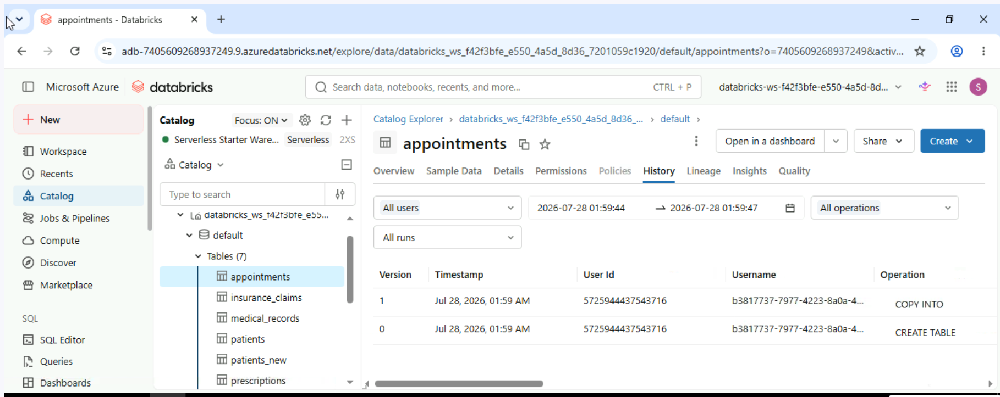 appointments - Databricks
adb-7405609268937249.9.azuredatabricks.net/explore/data/databricks_ws_f42f3bfe_e550_4a5d_8d36_7201059c1920/default/appointments?o=7405609268937249&activ...
Microsoft Azure databricks
Search data, notebooks, recents, and more... CTRL + P
databricks-ws-f42f3bfe-e550-4a5d-8d... S
New
Workspace
Recents
Catalog
Jobs & Pipelines
Compute
Discover
Marketplace
SQL
SQL Editor
Queries
Dashboards
Catalog Focus: ON
Serverless Starter Ware... Serverless 2XS
Catalog
Type to search
databricks_ws_f42f3bfe_e55...
default
Tables (7)
appointments
insurance_claims
medical_records
patients
patients_new
prescriptions
Catalog Explorer › databricks_ws_f42f3bfe_e550_4a5d_8d36_... › default ›
appointments
Open in a dashboard Share Create
Overview Sample Data Details Permissions Policies History Lineage Insights Quality
All users 2026-07-28 01:59:44 → 2026-07-28 01:59:47 All operations
All runs
Version Timestamp User Id Username Operation
1 Jul 28, 2026, 01:59 AM 5725944437543716 b3817737-7977-4223-8a0a-4... COPY INTO
0 Jul 28, 2026, 01:59 AM 5725944437543716 b3817737-7977-4223-8a0a-4... CREATE TABLE